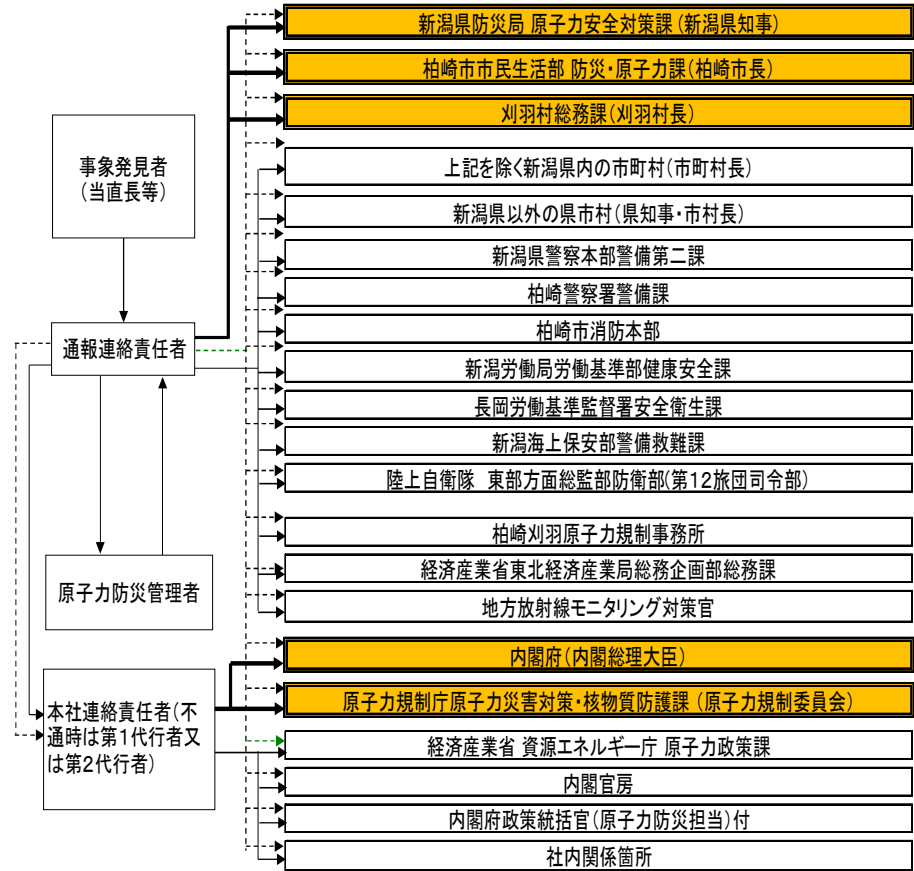 事象発見者
(当直長等)
通報連絡責任者
原子力防災管理者
本社連絡責任者(不
通時は第1代行者又
は第2代行者)
新潟県防災局 原子力安全対策課(新潟県知事)
柏崎市市民生活部 防災・原子力課(柏崎市長)
刈羽村総務課(刈羽村長)
上記を除く新潟県内の市町村(市町村長)
新潟県以外の県市村(県知事・市村長)
新潟県警察本部警備第二課
柏崎警察署警備課
柏崎市消防本部
新潟労働局労働基準部健康安全課
長岡労働基準監督署安全衛生課
新潟海上保安部警備救難課
陸上自衛隊 東部方面総監部防衛部(第12旅団司令部)
柏崎刈羽原子力規制事務所
経済産業省東北経済産業局総務企画部総務課
地方放射線モニタリング対策官
内閣府(内閣総理大臣)
原子力規制庁原子力災害対策・核物質防護課 (原子力規制委員会)
経済産業省 資源エネルギー庁 原子力政策課
内閣官房
内閣府政策統括官(原子力防災担当)付
社内関係箇所